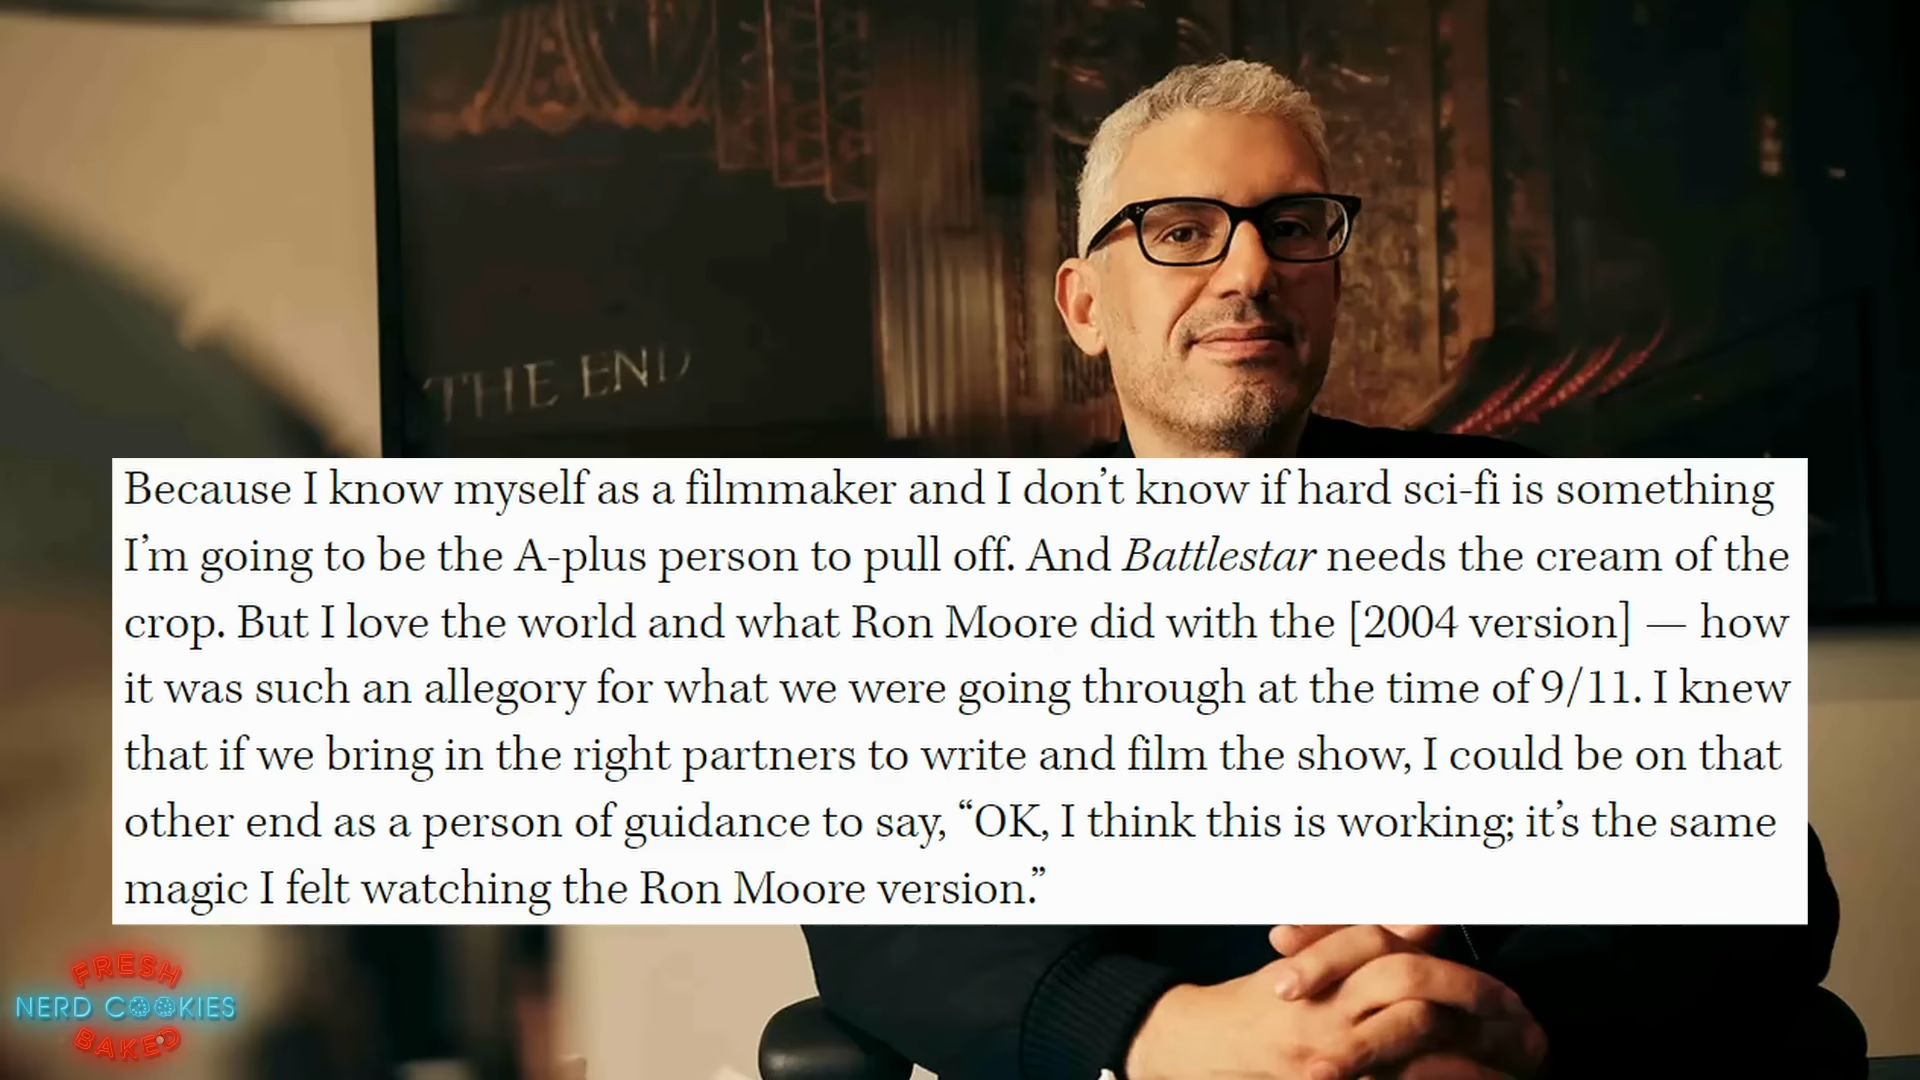 THE END
Because I know myself as a filmmaker and I don’t know if hard sci-fi is something
I’m going to be the A-plus person to pull off. And Battlestar needs the cream of the
crop. But I love the world and what Ron Moore did with the [2004 version] — how
it was such an allegory for what we were going through at the time of 9/11. I knew
that if we bring in the right partners to write and film the show, I could be on that
other end as a person of guidance to say, “OK, I think this is working; it’s the same
magic I felt watching the Ron Moore version.”
FRESH
NERD COOKIES
BAKED